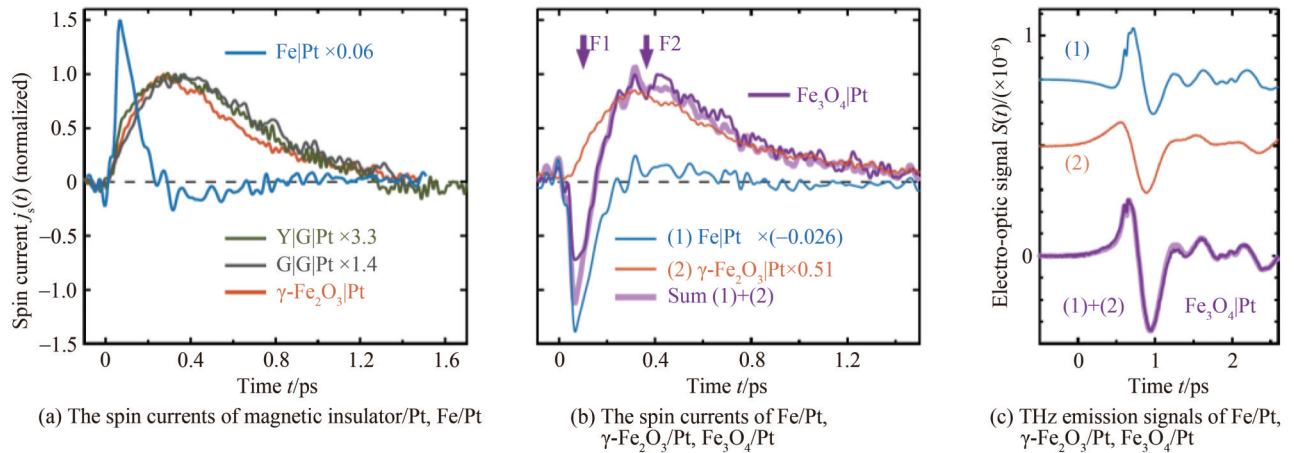 1.5
1.0
0.5
0
−0.5
−1.0
−1.5
Spin current jₛ(t) (normalized)
Fe|Pt ×0.06
Y|G|Pt ×3.3
G|G|Pt ×1.4
γ-Fe₂O₃|Pt
0 0.4 0.8 1.2 1.6
Time t/ps
(a) The spin currents of magnetic insulator/Pt, Fe/Pt
F1 F2
Fe₃O₄|Pt
(1) Fe|Pt ×(−0.026)
(2) γ-Fe₂O₃|Pt×0.51
Sum (1)+(2)
0 0.4 0.8 1.2
Time t/ps
(b) The spin currents of Fe/Pt,
γ-Fe₂O₃/Pt, Fe₃O₄/Pt
Electro-optic signal S(t)/(×10⁻⁶)
1
0
(1)
(2)
(1)+(2) Fe₃O₄|Pt
0 1 2
Time t/ps
(c) THz emission signals of Fe/Pt,
γ-Fe₂O₃/Pt, Fe₃O₄/Pt